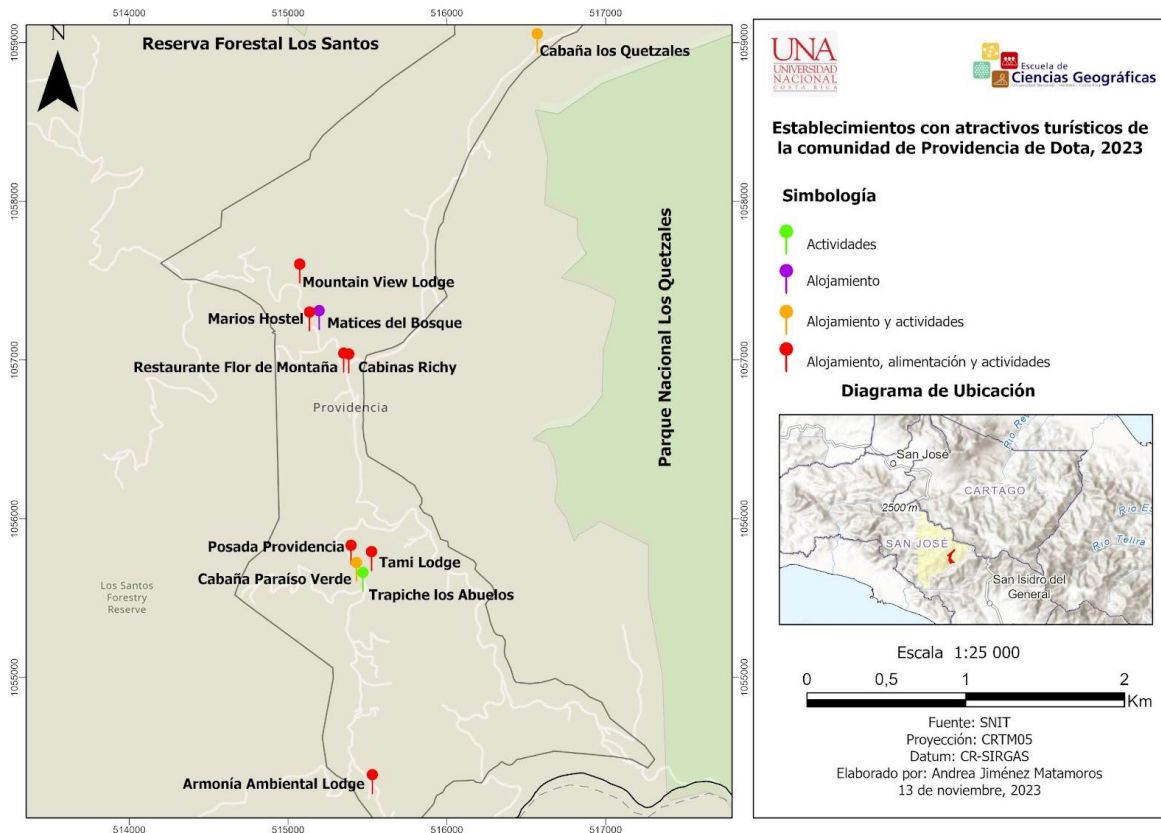 514000
515000
516000
517000
1059000
1058000
1057000
1056000
1055000
N
Reserva Forestal Los Santos
Cabaña los Quetzales
Mountain View Lodge
Marios Hostel
Matices del Bosque
Restaurante Flor de Montaña
Cabinas Richy
Providencia
Parque Nacional Los Quetzales
Posada Providencia
Tami Lodge
Cabaña Paraíso Verde
Trapiche los Abuelos
Los Santos
Forestry
Reserve
Armonía Ambiental Lodge
1059000
1058000
1057000
1056000
1055000
514000
515000
516000
517000
UNA
UNIVERSIDAD
NACIONAL
COSTA RICA
Escuela de
Ciencias Geográficas
Establecimientos con atractivos turísticos de
la comunidad de Providencia de Dota, 2023
Simbología
Actividades
Alojamiento
Alojamiento y actividades
Alojamiento, alimentación y actividades
Diagrama de Ubicación
San José
CARTAGO
2500 m
SAN JOSÉ
Río Telira
San Isidro del
General
Escala 1:25 000
0 0,5 1 2
Km
Fuente: SNIT
Proyección: CRTM05
Datum: CR-SIRGAS
Elaborado por: Andrea Jiménez Matamoros
13 de noviembre, 2023